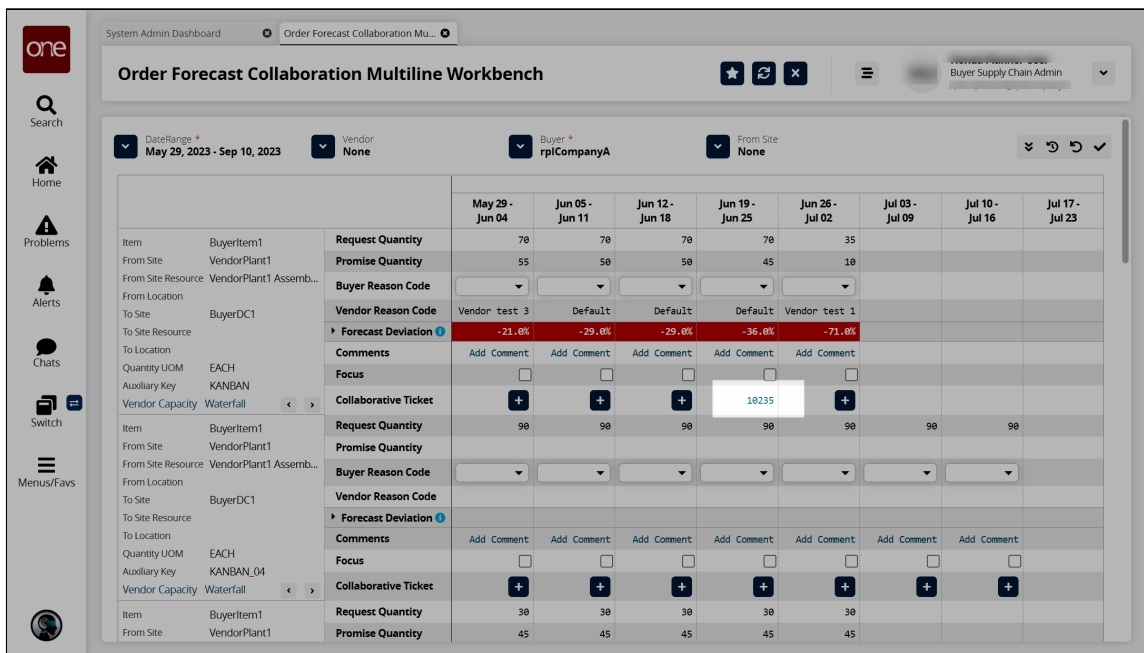 System Admin Dashboard
Order Forecast Collaboration Mu...
one
Order Forecast Collaboration Multiline Workbench
Buyer Supply Chain Admin
Search
Home
Problems
Alerts
Chats
Switch
Menus/Favs
DateRange *
May 29, 2023 - Sep 10, 2023
Vendor
None
Buyer *
rplCompanyA
From Site
None
May 29 - Jun 04 Jun 05 - Jun 11 Jun 12 - Jun 18 Jun 19 - Jun 25 Jun 26 - Jul 02 Jul 03 - Jul 09 Jul 10 - Jul 16 Jul 17 - Jul 23
Item BuyerItem1
From Site VendorPlant1
From Site Resource VendorPlant1 Assemb...
From Location
To Site BuyerDC1
To Site Resource
To Location
Quantity UOM EACH
Auxiliary Key KANBAN
Vendor Capacity Waterfall < >
Request Quantity 70 70 70 70 35
Promise Quantity 55 50 50 45 10
Buyer Reason Code
Vendor Reason Code Vendor test 3 Default Default Default Vendor test 1
Forecast Deviation i -21.0% -29.0% -29.0% -36.0% -71.0%
Comments Add Comment Add Comment Add Comment Add Comment Add Comment
Focus
Collaborative Ticket + + + 10235 +
Item BuyerItem1
From Site VendorPlant1
From Site Resource VendorPlant1 Assemb...
From Location
To Site BuyerDC1
To Site Resource
To Location
Quantity UOM EACH
Auxiliary Key KANBAN_04
Vendor Capacity Waterfall < >
Request Quantity 90 90 90 90 90 90 90
Promise Quantity
Buyer Reason Code
Vendor Reason Code
Forecast Deviation i
Comments Add Comment Add Comment Add Comment Add Comment Add Comment Add Comment Add Comment
Focus
Collaborative Ticket + + + + + + +
Item BuyerItem1
From Site VendorPlant1
Request Quantity 30 30 30 30 30
Promise Quantity 45 45 45 45 45